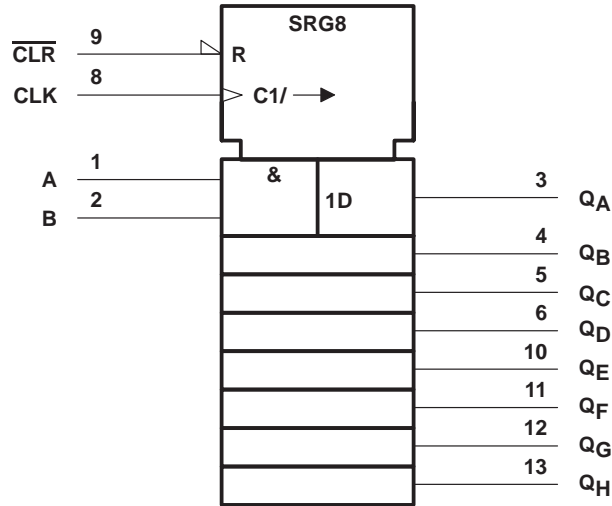 SRG8
CLR 9 R
CLK 8 C1/
A 1 & 1D 3 QA
B 2
4 QB
5 QC
6 QD
10 QE
11 QF
12 QG
13 QH